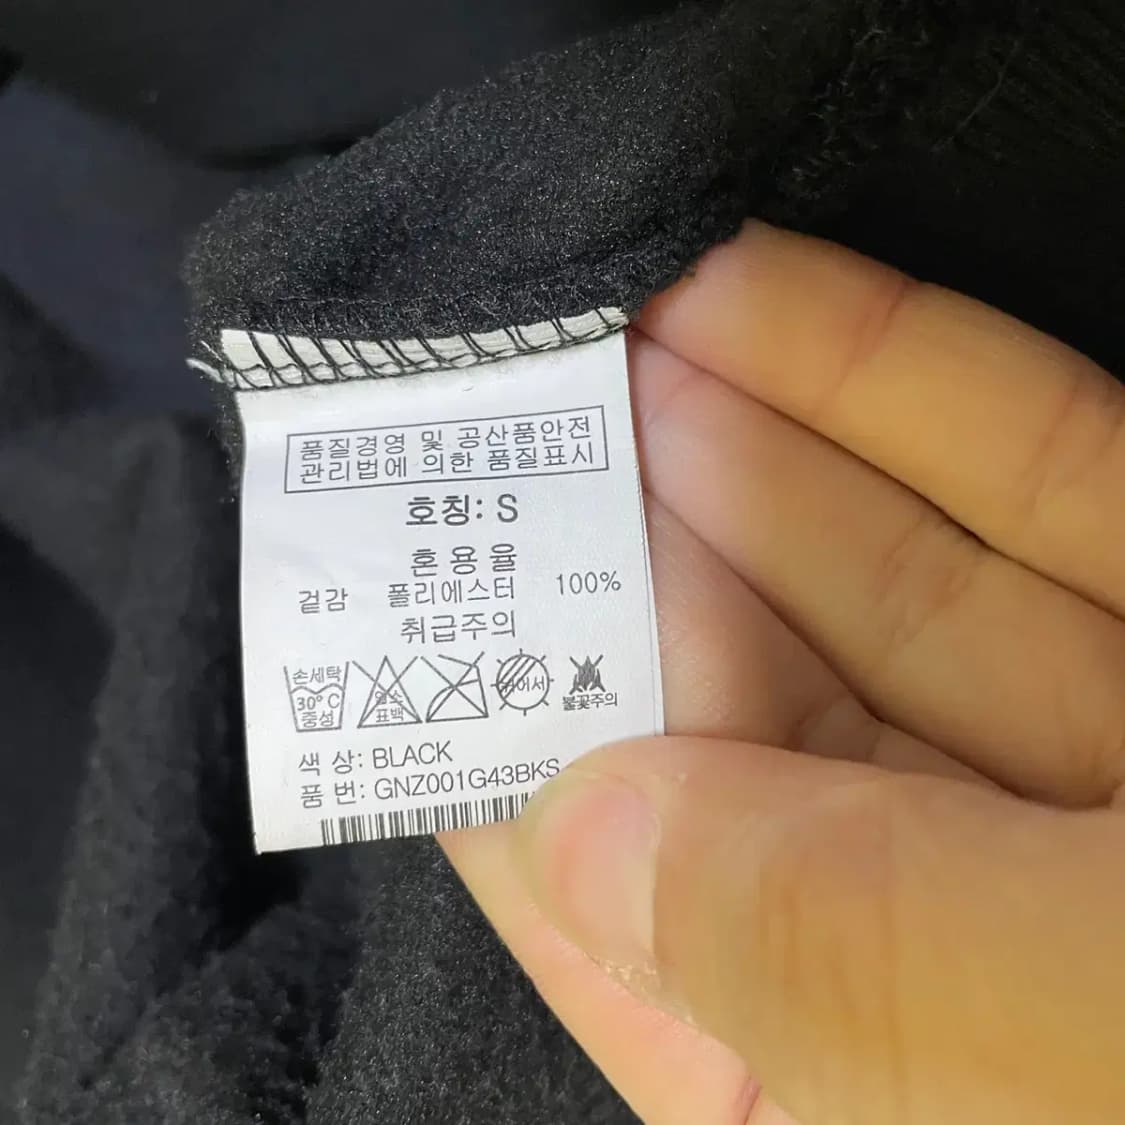 품질경영 및 공산품안전
관리법에 의한 품질표시
호칭: S
혼 용 율
겉감 폴리에스터 100%
취급주의
손세탁
30°C
중성
염소
표백
뉘어서
불꽃주의
색 상: BLACK
품 번: GNZ001G43BKS